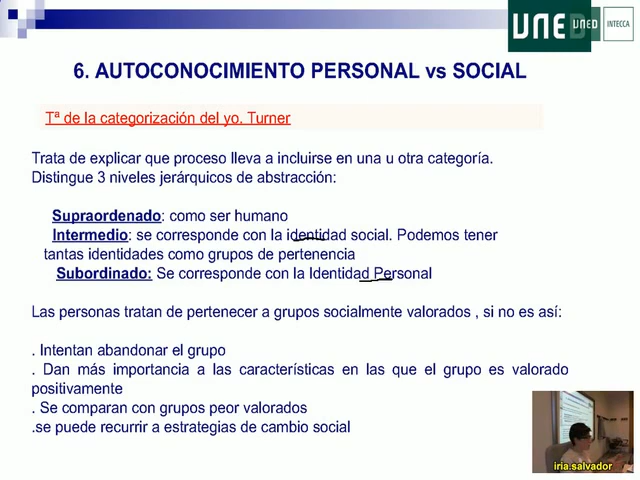 UNED
UNED
INTECCA
6. AUTOCONOCIMIENTO PERSONAL vs SOCIAL
Tª de la categorización del yo. Turner
Trata de explicar que proceso lleva a incluirse en una u otra categoría.
Distingue 3 niveles jerárquicos de abstracción:
Supraordenado: como ser humano
Intermedio: se corresponde con la identidad social. Podemos tener
tantas identidades como grupos de pertenencia
Subordinado: Se corresponde con la Identidad Personal
Las personas tratan de pertenecer a grupos socialmente valorados , si no es así:
. Intentan abandonar el grupo
. Dan más importancia a las características en las que el grupo es valorado
positivamente
. Se comparan con grupos peor valorados
.se puede recurrir a estrategias de cambio social
iria.salvador